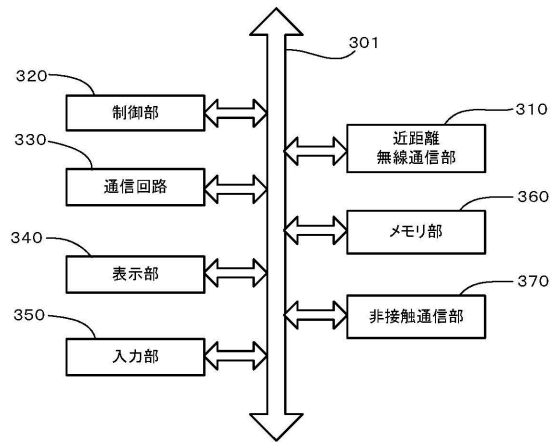 301
320
制御部
310
近距離
無線通信部
330
通信回路
360
メモリ部
340
表示部
370
非接触通信部
350
入力部